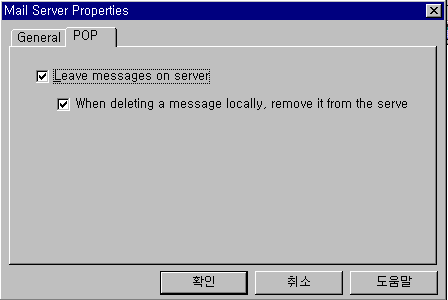 Mail Server Properties
General POP
Leave messages on server
When deleting a message locally, remove it from the serve
확인 취소 도움말